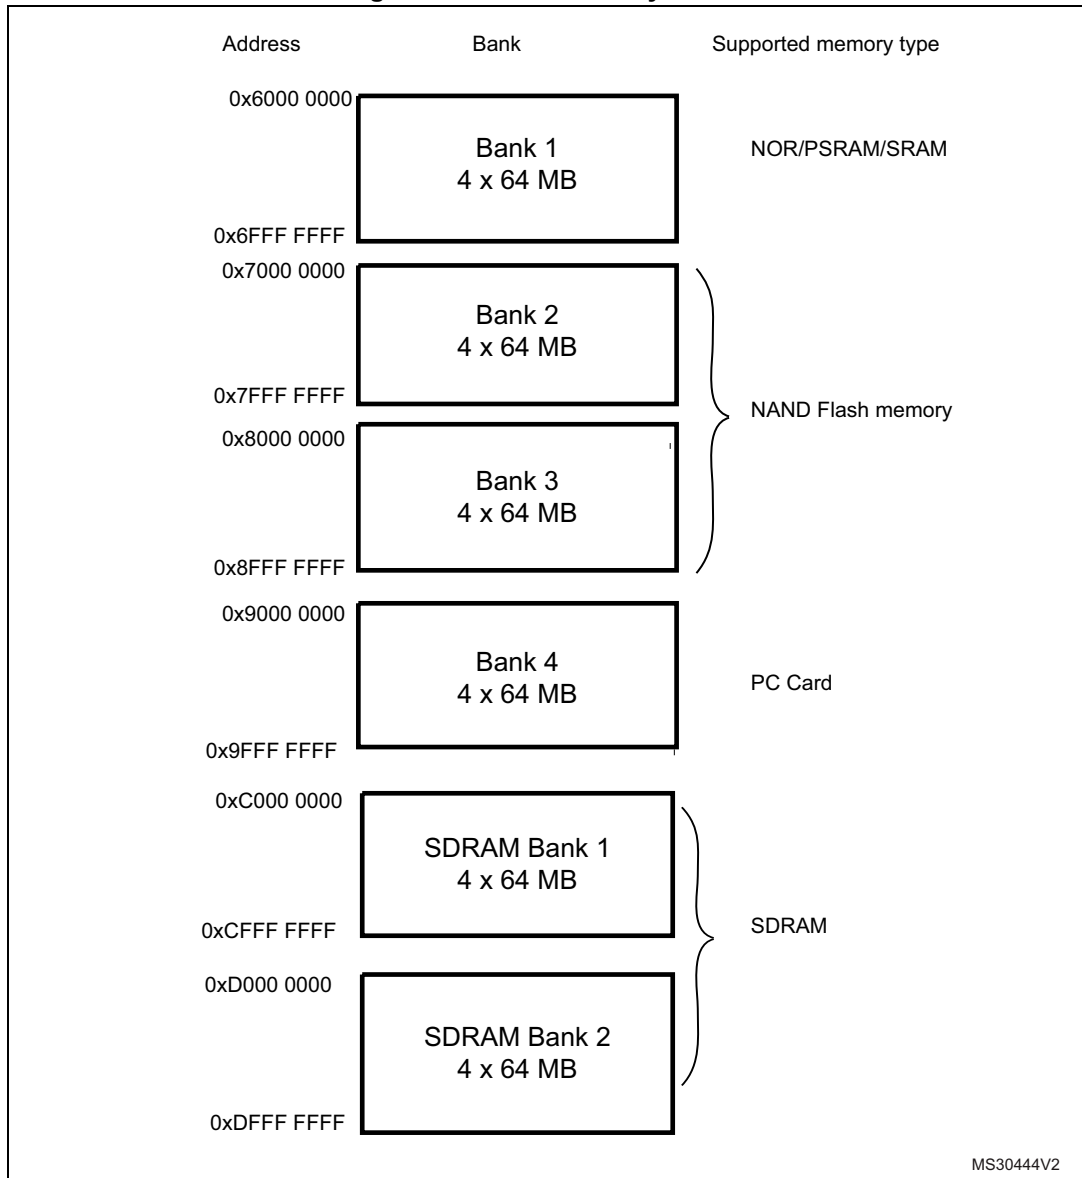 Address Bank Supported memory type
0x6000 0000
Bank 1
4 x 64 MB
NOR/PSRAM/SRAM
0x6FFF FFFF
0x7000 0000
Bank 2
4 x 64 MB
0x7FFF FFFF
NAND Flash memory
0x8000 0000
Bank 3
4 x 64 MB
0x8FFF FFFF
0x9000 0000
Bank 4
4 x 64 MB
PC Card
0x9FFF FFFF
0xC000 0000
SDRAM Bank 1
4 x 64 MB
0xCFFF FFFF
SDRAM
0xD000 0000
SDRAM Bank 2
4 x 64 MB
0xDFFF FFFF
MS30444V2